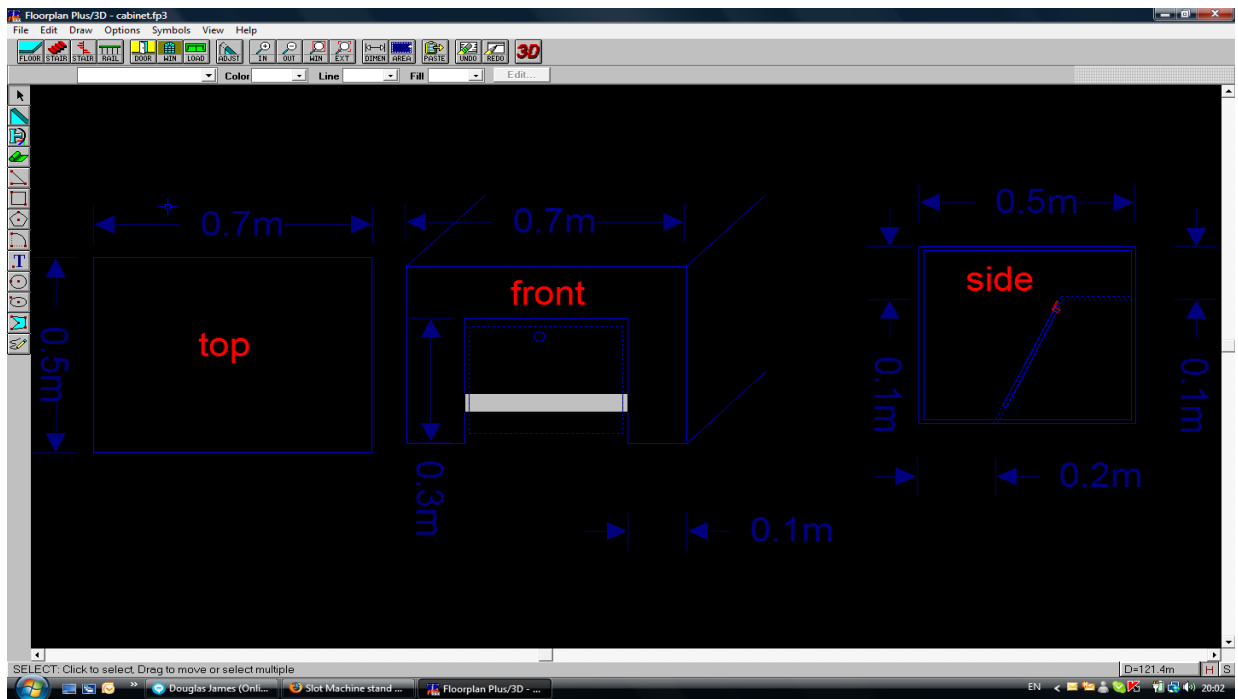 Floorplan Plus/3D - cabinet.fp3
File Edit Draw Options Symbols View Help
FLOOR STAIR STAIR RAIL DOOR WIN LOAD ADJST IN OUT WIN EXT DIMEN AREA PASTE UNDO REDO 3D
Color Line Fill Edit...
T
0.7m
0.5m
top
0.7m
front
0.3m
0.1m
0.5m
side
0.1m
0.1m
0.2m
SELECT: Click to select, Drag to move or select multiple
D=121.4m H S
Douglas James (Onli...
Slot Machine stand ...
Floorplan Plus/3D - ...
EN
20:02